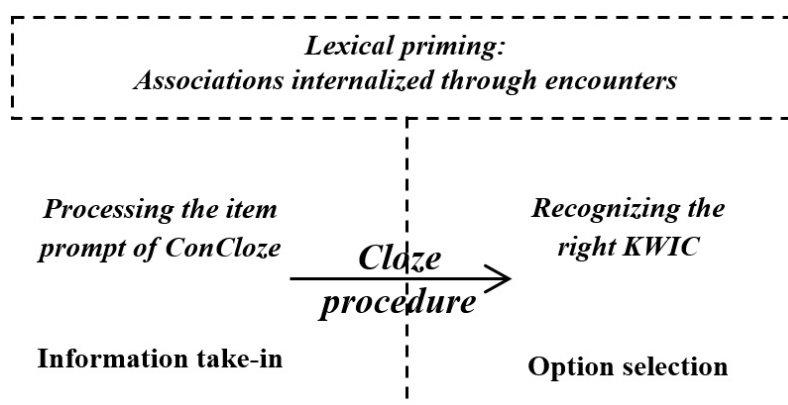 Lexical priming:
Associations internalized through encounters
Processing the item
prompt of ConCloze
Recognizing the
right KWIC
Cloze
procedure
Information take-in
Option selection